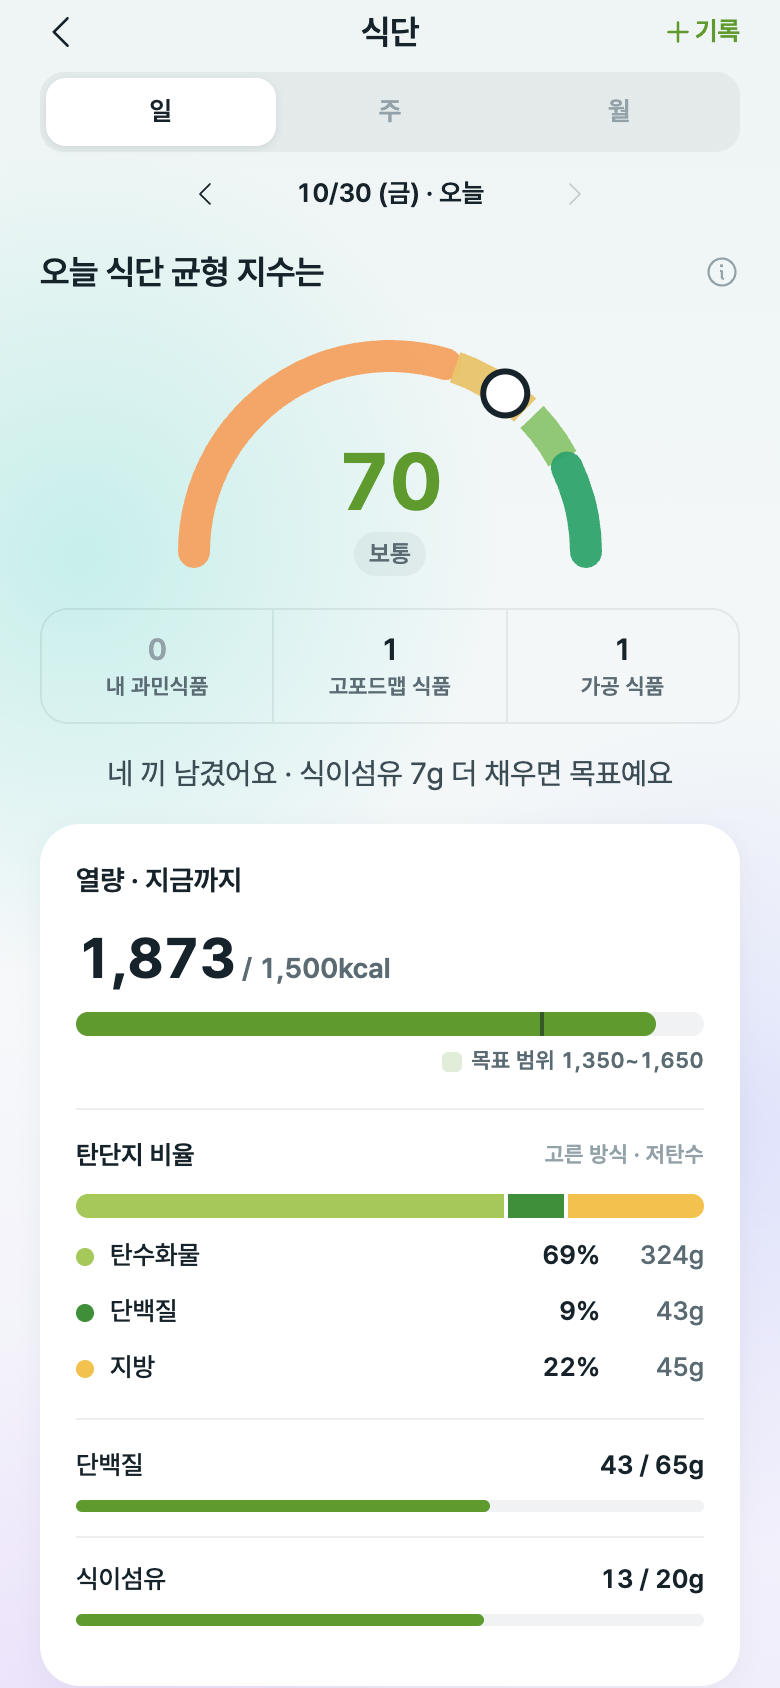 식단
+ 기록
일 주 월
10/30 (금) · 오늘
오늘 식단 균형 지수는
70
보통
0 1 1
내 과민식품 고포드맵 식품 가공 식품
네 끼 남겼어요 · 식이섬유 7g 더 채우면 목표예요
열량 · 지금까지
1,873 / 1,500kcal
목표 범위 1,350~1,650
탄단지 비율 고른 방식 · 저탄수
탄수화물 69% 324g
단백질 9% 43g
지방 22% 45g
단백질 43 / 65g
식이섬유 13 / 20g